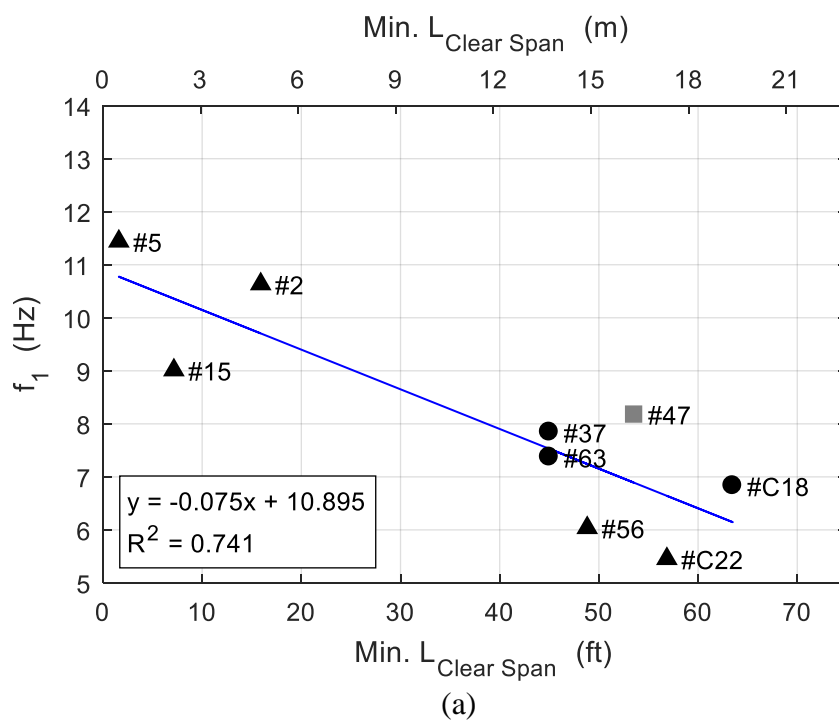 Min. L_Clear Span (m)
0 3 6 9 12 15 18 21
14
13
12
11
10
9
8
7
6
5
f_1 (Hz)
#5
#2
#15
#47
#37
#63
#C18
#56
#C22
y = -0.075x + 10.895
R^2 = 0.741
0 10 20 30 40 50 60 70
Min. L_Clear Span (ft)
(a)